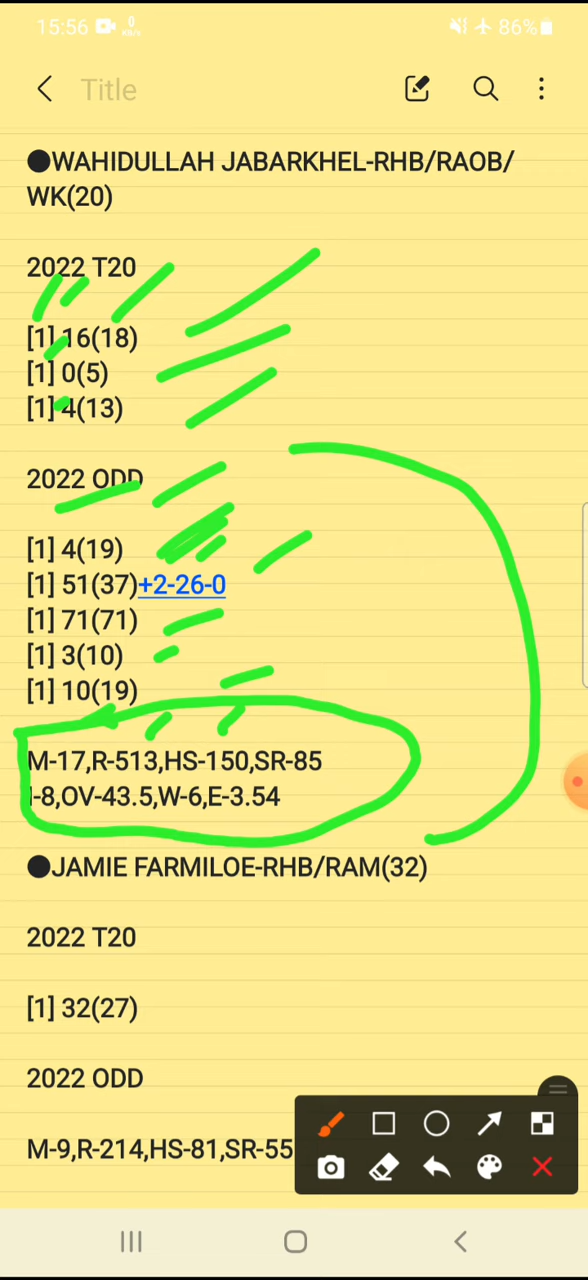 15:56 0 KB/s 86%
Title
●WAHIDULLAH JABARKHEL-RHB/RAOB/
WK(20)
2022 T20
[1] 16(18)
[1] 0(5)
[1] 4(13)
2022 ODD
[1] 4(19)
[1] 51(37)+2-26-0
[1] 71(71)
[1] 3(10)
[1] 10(19)
M-17,R-513,HS-150,SR-85
I-8,OV-43.5,W-6,E-3.54
●JAMIE FARMILOE-RHB/RAM(32)
2022 T20
[1] 32(27)
2022 ODD
M-9,R-214,HS-81,SR-55